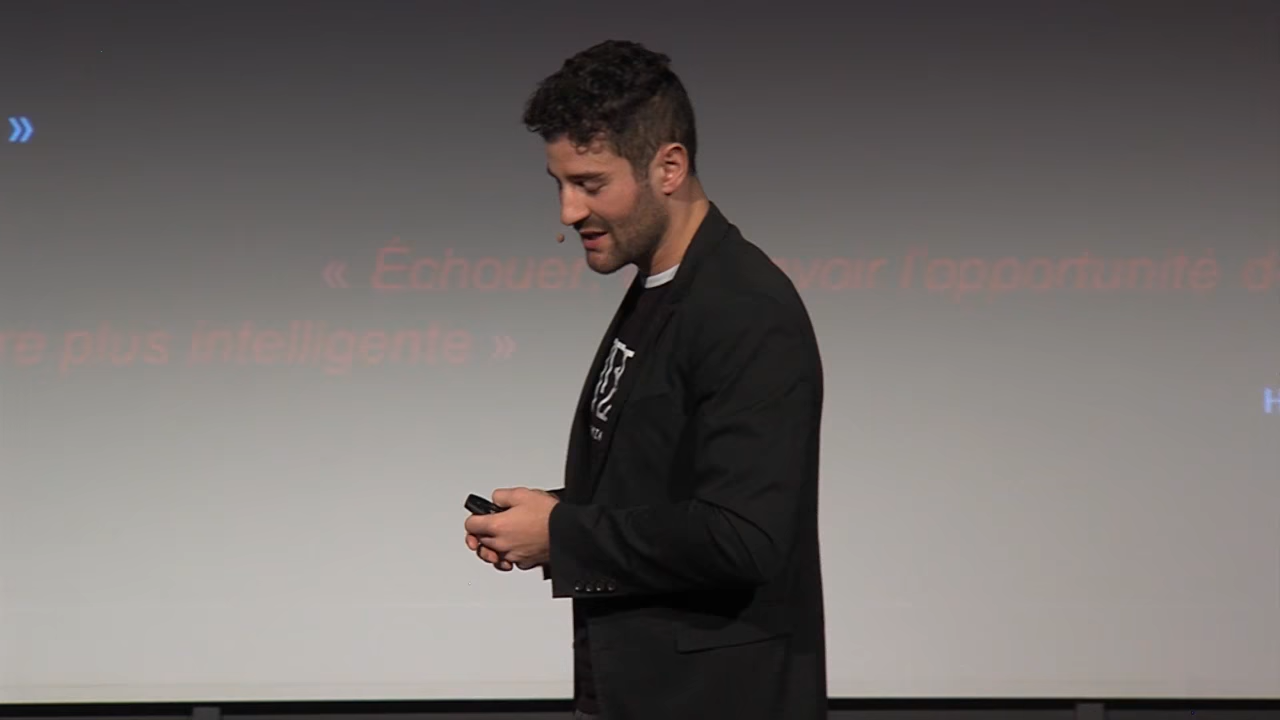 »
« Échouer, avoir l'opportunité d'
re plus intelligente »
H